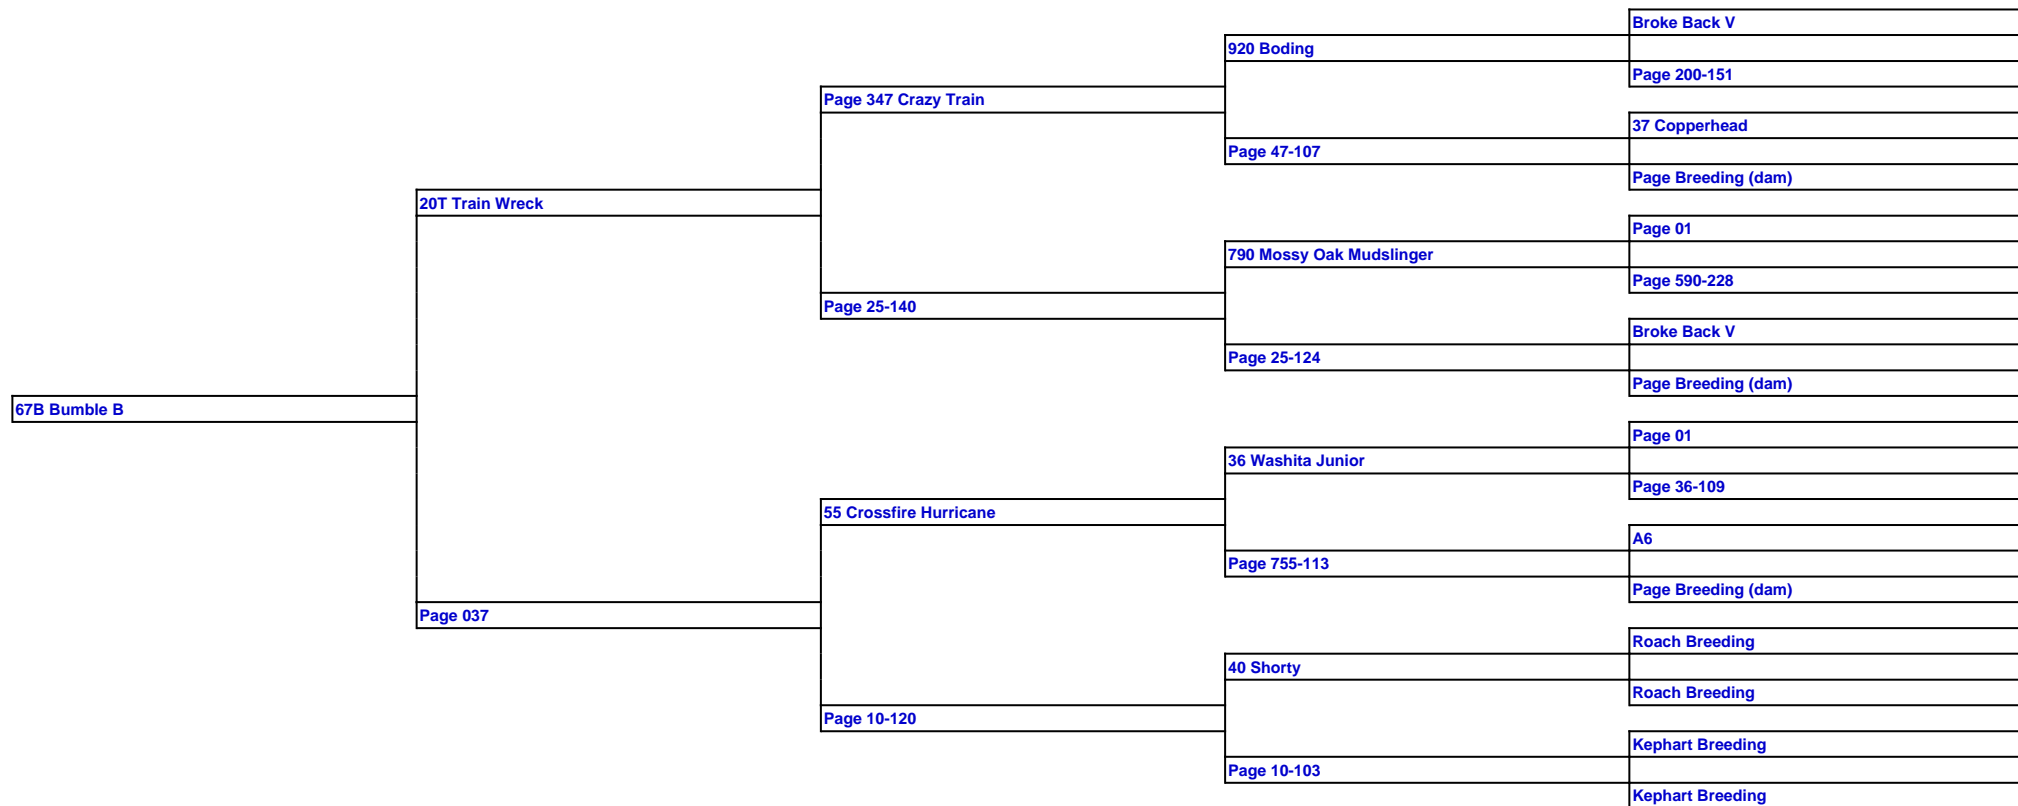 Broke Back V
920 Boding
Page 200-151
Page 347 Crazy Train
37 Copperhead
Page 47-107
Page Breeding (dam)
20T Train Wreck
Page 01
790 Mossy Oak Mudslinger
Page 590-228
Page 25-140
Broke Back V
Page 25-124
Page Breeding (dam)
67B Bumble B
Page 01
36 Washita Junior
Page 36-109
55 Crossfire Hurricane
A6
Page 755-113
Page Breeding (dam)
Page 037
Roach Breeding
40 Shorty
Roach Breeding
Page 10-120
Kephart Breeding
Page 10-103
Kephart Breeding